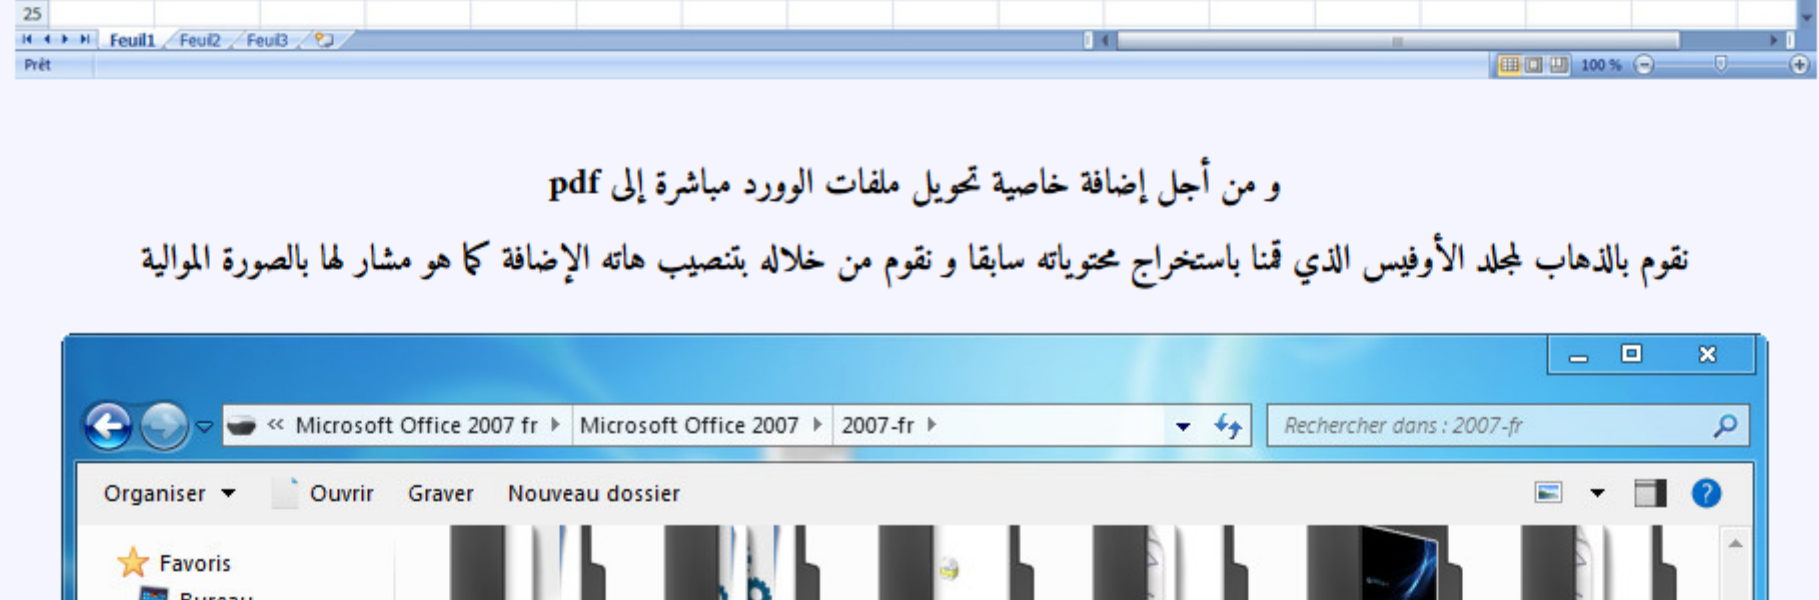 25
Feuil1 Feuil2 Feuil3
Prêt 100 %
و من أجل إضافة خاصية تحويل ملفات الوورد مباشرة إلى pdf
نقوم بالذهاب لمجلد الأوفيس الذي قمنا باستخراج محتوياته سابقا و نقوم من خلاله بتنصيب هاته الإضافة كما هو مشار لها بالصورة الموالية
« Microsoft Office 2007 fr Microsoft Office 2007 2007-fr Rechercher dans : 2007-fr
Organiser Ouvrir Graver Nouveau dossier
Favoris
Bureau